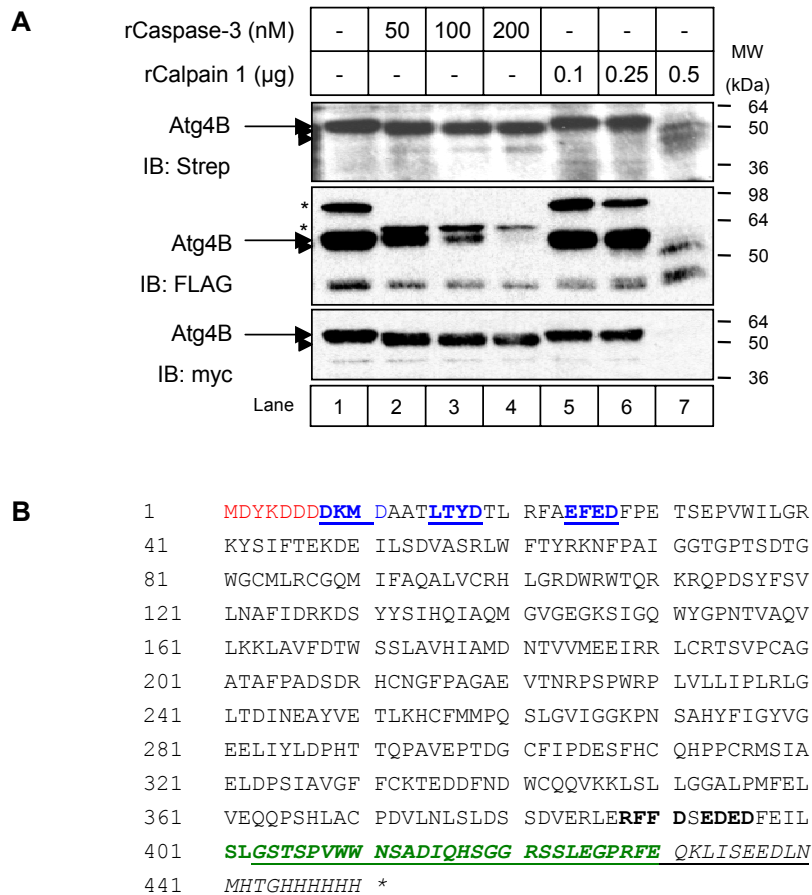 A
rCaspase-3 (nM) - 50 100 200 - - -
rCalpain 1 (µg) - - - - 0.1 0.25 0.5
MW
(kDa)
Atg4B
IB: Strep
64
50
36
*
*
Atg4B
IB: FLAG
98
64
50
Atg4B
IB: myc
64
50
36
Lane 1 2 3 4 5 6 7
B
1 MDYKDDDDKM DAATLTYDTL RFAEFEDFPE TSEPVWILGR
41 KYSIFTEKDE ILSDVASRLW FTYRKNFPAI GGTGPTSDTG
81 WGCMLRCGQM IFAQALVCRH LGRDWRWTQR KRQPDSYFSV
121 LNAFIDRKDS YYSIHQIAQM GVGEGKSIGQ WYGPNTVAQV
161 LKKLAVFDTW SSLAVHIAMD NTVVMEEIRR LCRTSVPCAG
201 ATAFPADSDR HCNGFPAGAE VTNRPSPWRP LVLLIPLRLG
241 LTDINEAYVE TLKHCFMMPQ SLGVIGGKPN SAHYFIGYVG
281 EELIYLDPHT TQPAVEPTDG CFIPDESFHC QHPPCRMSIA
321 ELDPSIAVGF FCKTEDDFND WCQQVKKLSL LGGALPMFEL
361 VEQQPSHLAC PDVLNLSLDS SDVERLERFF DSEDEDFEIL
401 SLGSTSPVWW NSADIQHSGG RSSLEGPRFE QKLISEEDLN
441 MHTGHHHHHH *